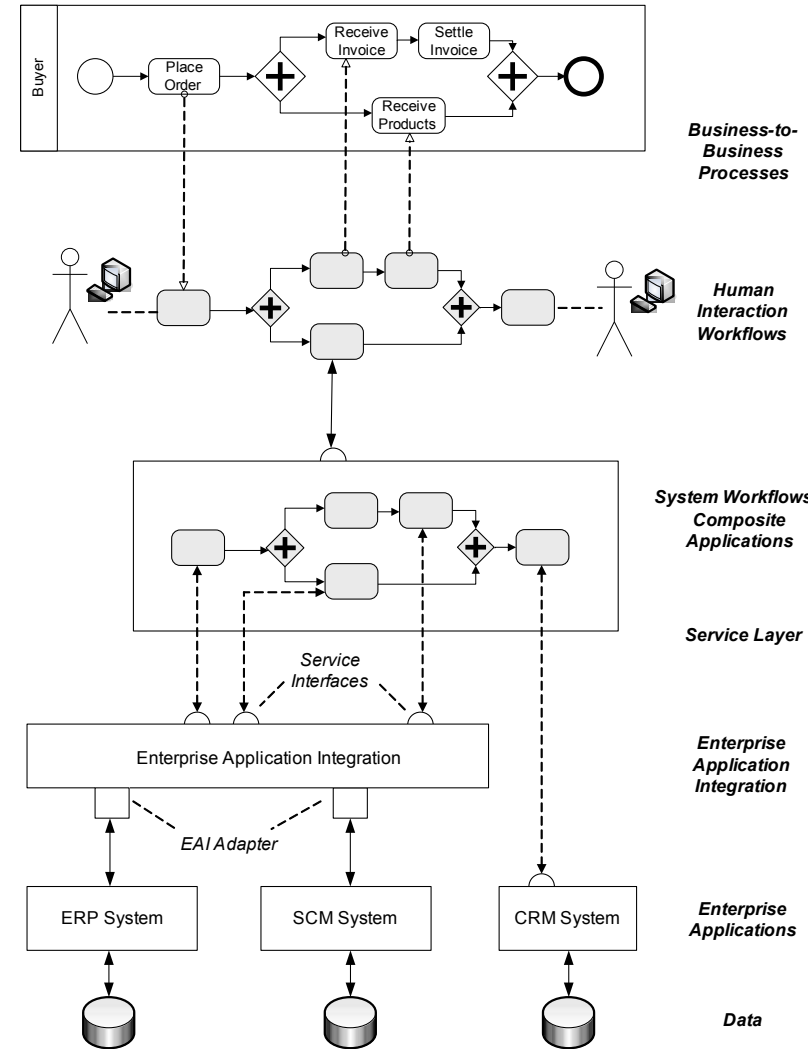 Buyer
Place
Order
Receive
Invoice
Settle
Invoice
Receive
Products
Business-to-
Business
Processes
Human
Interaction
Workflows
System Workflows
Composite
Applications
Service Layer
Service
Interfaces
Enterprise Application Integration
Enterprise
Application
Integration
EAI Adapter
ERP System
SCM System
CRM System
Enterprise
Applications
Data